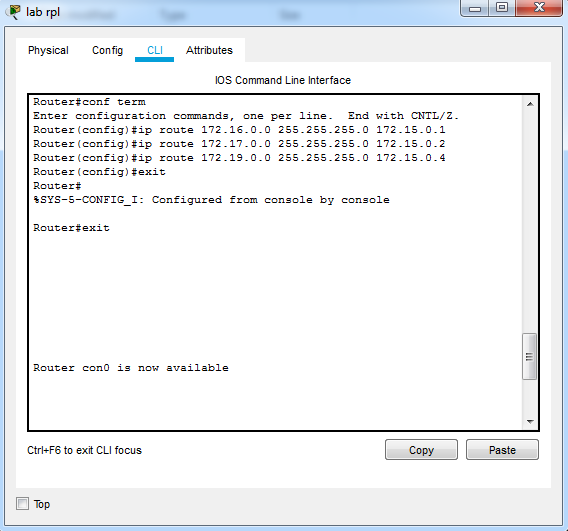 lab rpl
Physical Config CLI Attributes
IOS Command Line Interface
Router#conf term
Enter configuration commands, one per line.  End with CNTL/Z.
Router(config)#ip route 172.16.0.0 255.255.255.0 172.15.0.1
Router(config)#ip route 172.17.0.0 255.255.255.0 172.15.0.2
Router(config)#ip route 172.19.0.0 255.255.255.0 172.15.0.4
Router(config)#exit
Router#
%SYS-5-CONFIG_I: Configured from console by console
Router#exit
Router con0 is now available
Ctrl+F6 to exit CLI focus
Copy Paste
Top